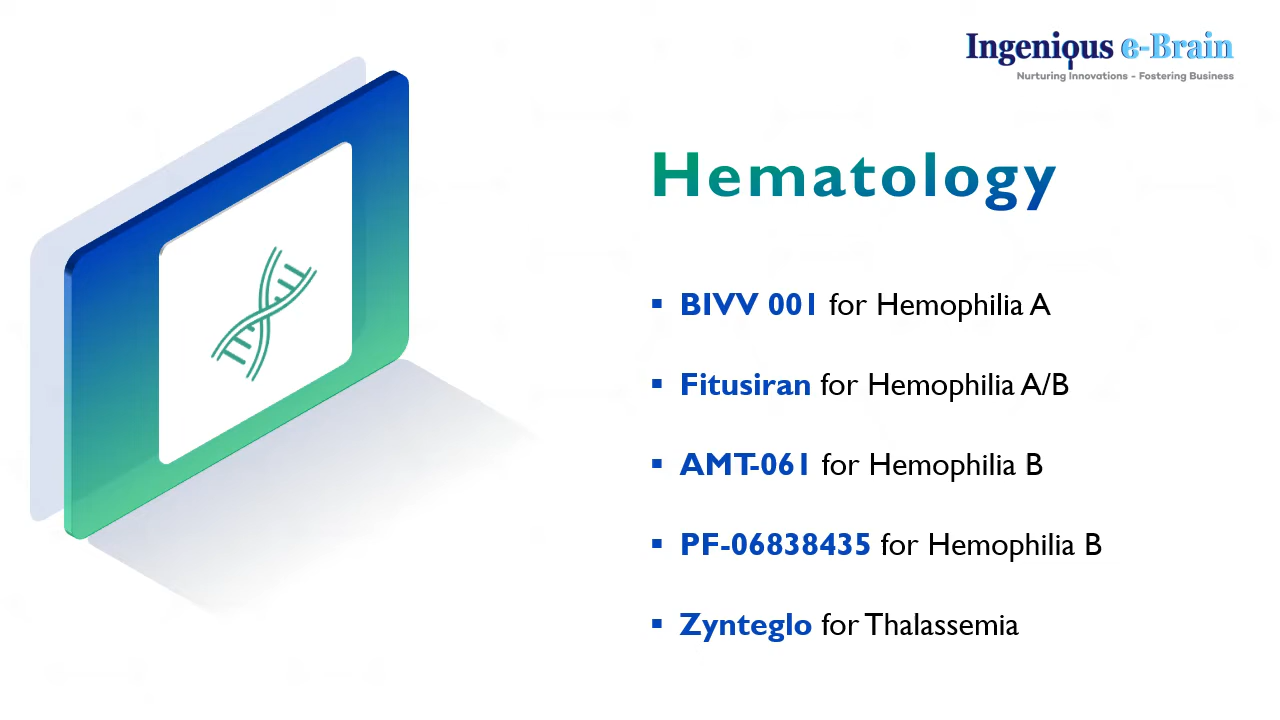 Ingenious e-Brain
Nurturing Innovations - Fostering Business
Hematology
▪ BIVV 001 for Hemophilia A
▪ Fitusiran for Hemophilia A/B
▪ AMT-061 for Hemophilia B
▪ PF-06838435 for Hemophilia B
▪ Zynteglo for Thalassemia